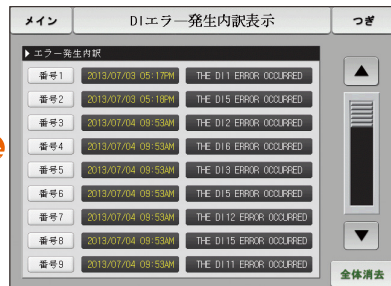 メイン DIエラー発生内訳表示 つぎ
▶エラー発生内訳
番号1 2013/07/03 05:17PM THE DI1 ERROR OCCURRED
番号2 2013/07/03 05:18PM THE DI5 ERROR OCCURRED
番号3 2013/07/04 09:53AM THE DI2 ERROR OCCURRED
番号4 2013/07/04 09:53AM THE DI6 ERROR OCCURRED
番号5 2013/07/04 09:53AM THE DI3 ERROR OCCURRED
番号6 2013/07/04 09:53AM THE DI5 ERROR OCCURRED
番号7 2013/07/04 09:53AM THE DI12 ERROR OCCURRED
番号8 2013/07/04 09:53AM THE DI15 ERROR OCCURRED
番号9 2013/07/04 09:53AM THE DI11 ERROR OCCURRED
全体消去